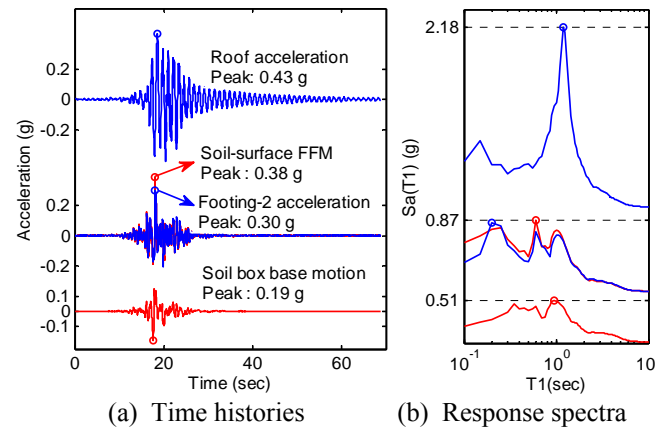 Acceleration (g)
0.2
0
-0.2
0.2
0
-0.2
0.1
0
-0.1
Roof acceleration
Peak: 0.43 g
Soil-surface FFM
Peak : 0.38 g
Footing-2 acceleration
Peak: 0.30 g
Soil box base motion
Peak : 0.19 g
0 20 40 60
Time (sec)
(a) Time histories
Sa(T1) (g)
2.18
0.87
0.51
10-1 100 10
T1(sec)
(b) Response spectra